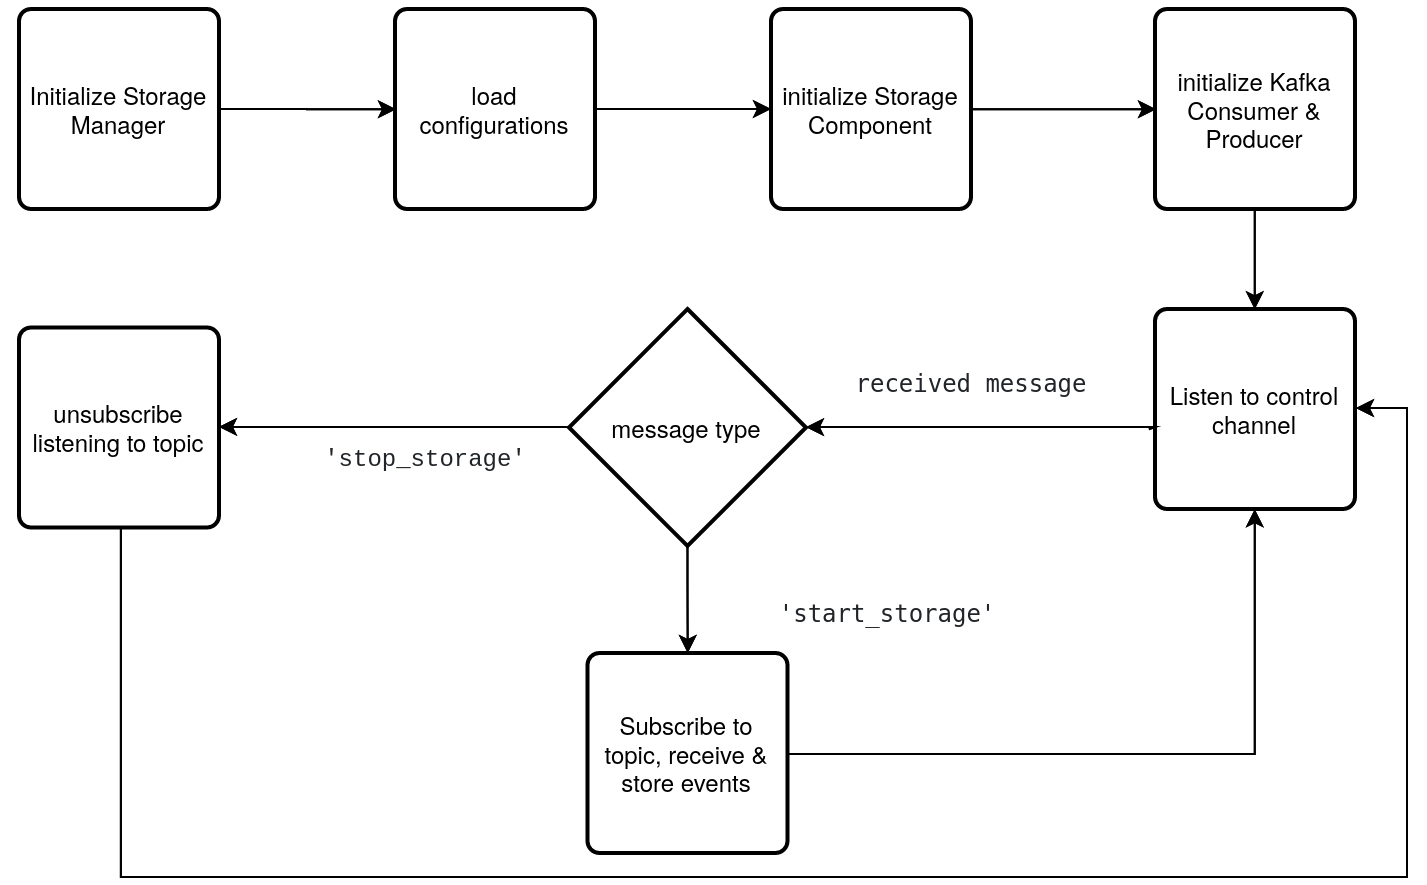 Initialize Storage
Manager
load
configurations
initialize Storage
Component
initialize Kafka
Consumer &
Producer
unsubscribe
listening to topic
'stop_storage'
message type
received message
Listen to control
channel
'start_storage'
Subscribe to
topic, receive &
store events